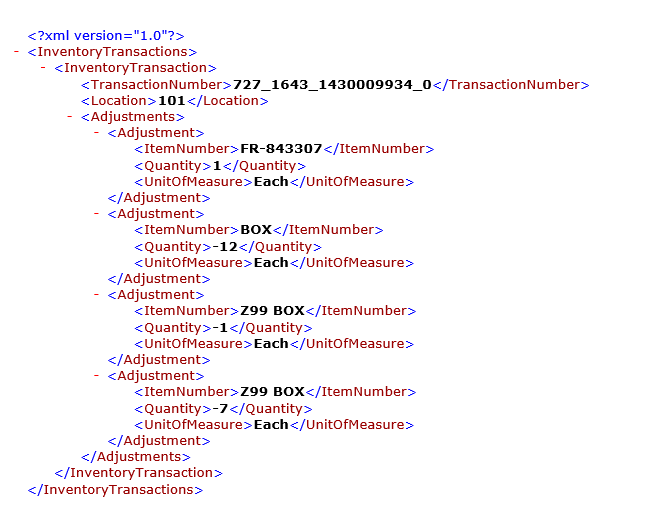 <?xml version="1.0"?>
- <InventoryTransactions>
- <InventoryTransaction>
<TransactionNumber>727_1643_1430009934_0</TransactionNumber>
<Location>101</Location>
- <Adjustments>
- <Adjustment>
<ItemNumber>FR-843307</ItemNumber>
<Quantity>1</Quantity>
<UnitOfMeasure>Each</UnitOfMeasure>
</Adjustment>
- <Adjustment>
<ItemNumber>BOX</ItemNumber>
<Quantity>-12</Quantity>
<UnitOfMeasure>Each</UnitOfMeasure>
</Adjustment>
- <Adjustment>
<ItemNumber>Z99 BOX</ItemNumber>
<Quantity>-1</Quantity>
<UnitOfMeasure>Each</UnitOfMeasure>
</Adjustment>
- <Adjustment>
<ItemNumber>Z99 BOX</ItemNumber>
<Quantity>-7</Quantity>
<UnitOfMeasure>Each</UnitOfMeasure>
</Adjustment>
</Adjustments>
</InventoryTransaction>
</InventoryTransactions>